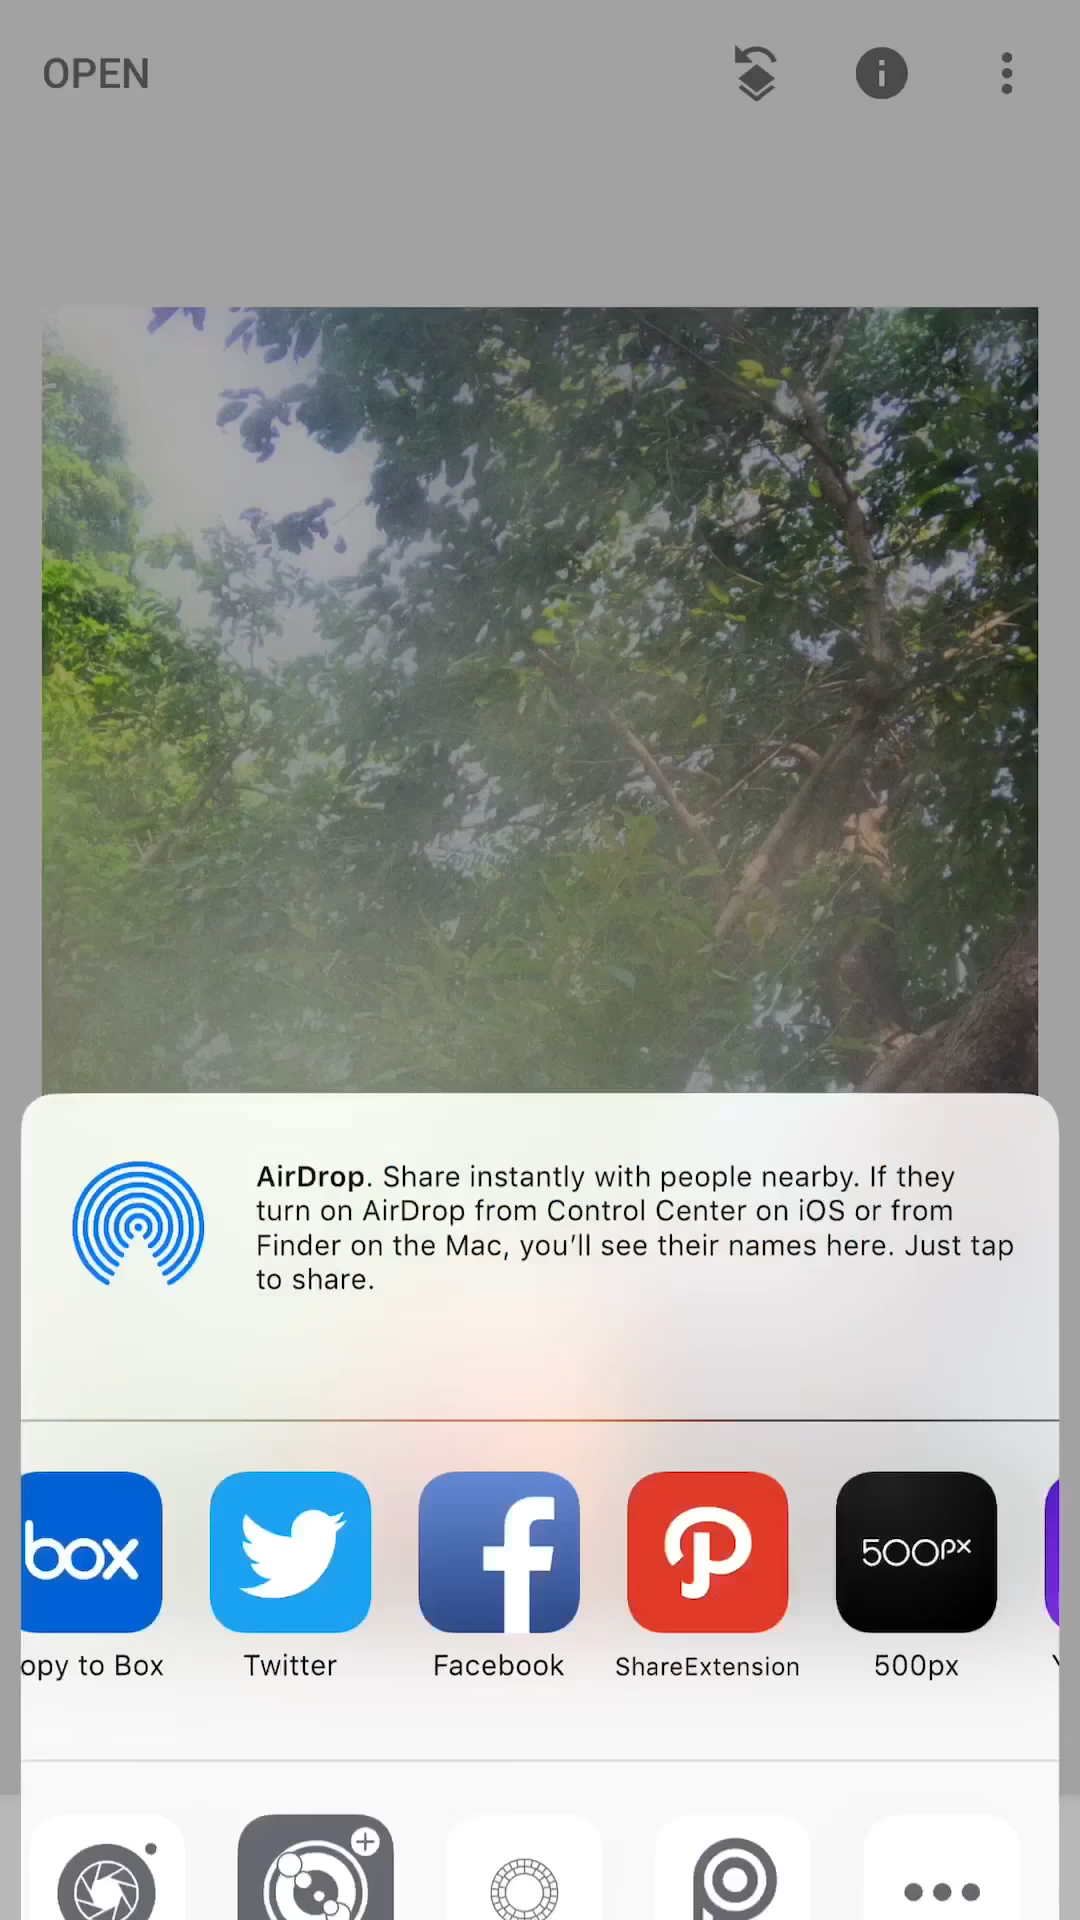 OPEN
AirDrop. Share instantly with people nearby. If they
turn on AirDrop from Control Center on iOS or from
Finder on the Mac, you’ll see their names here. Just tap
to share.
box
500px
opy to Box
Twitter
Facebook
ShareExtension
500px